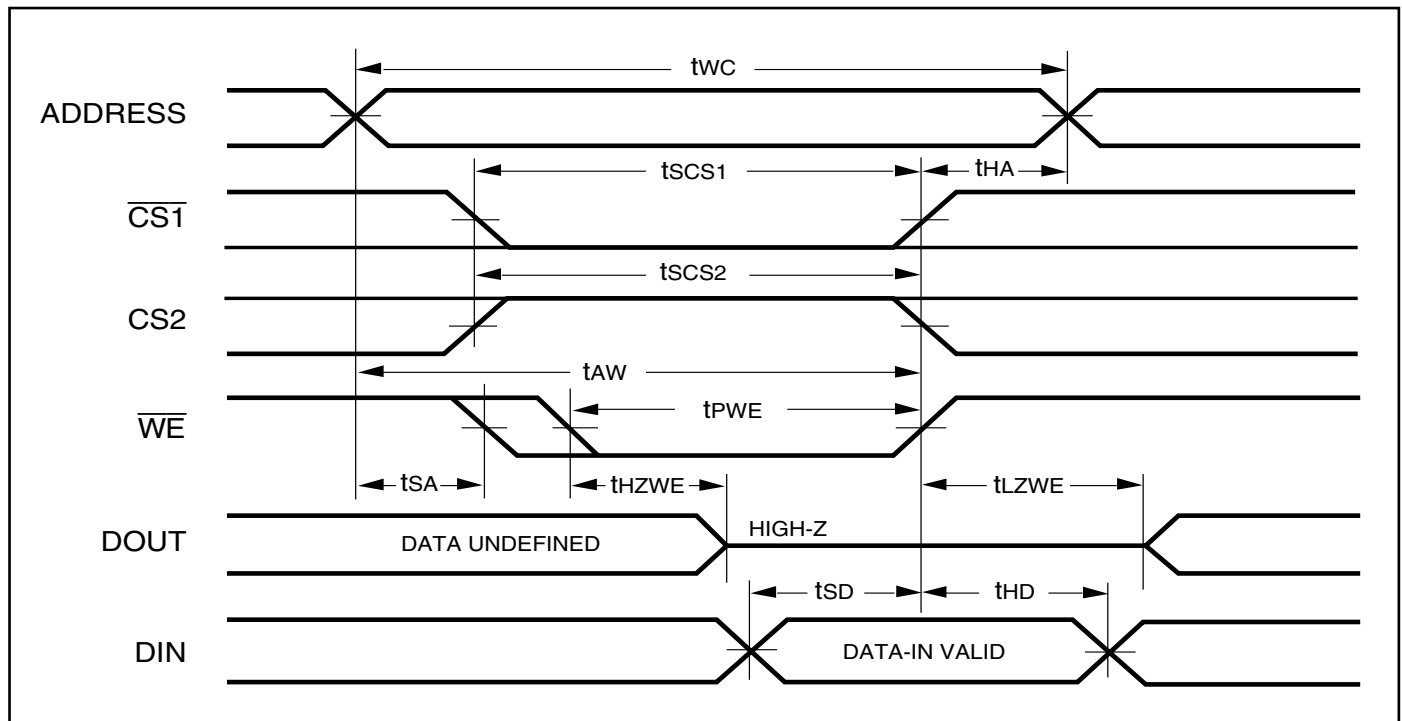 tWC
ADDRESS
tSCS1
tHA
CS1
tSCS2
CS2
tAW
tPWE
WE
tSA
tHZWE
tLZWE
DOUT
DATA UNDEFINED
HIGH-Z
tSD
tHD
DIN
DATA-IN VALID